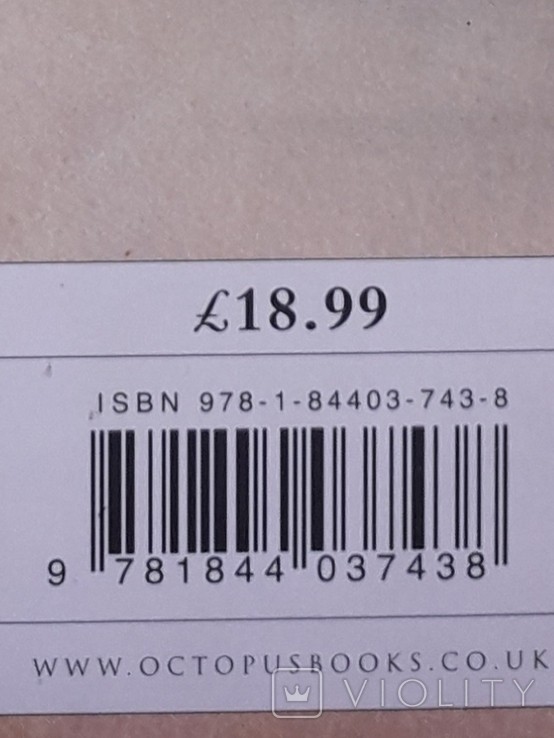 £18.99
ISBN 978-1-84403-743-8
9 781844 037438
WWW.OCTOPUSBOOKS.CO.UK
VIOLITY